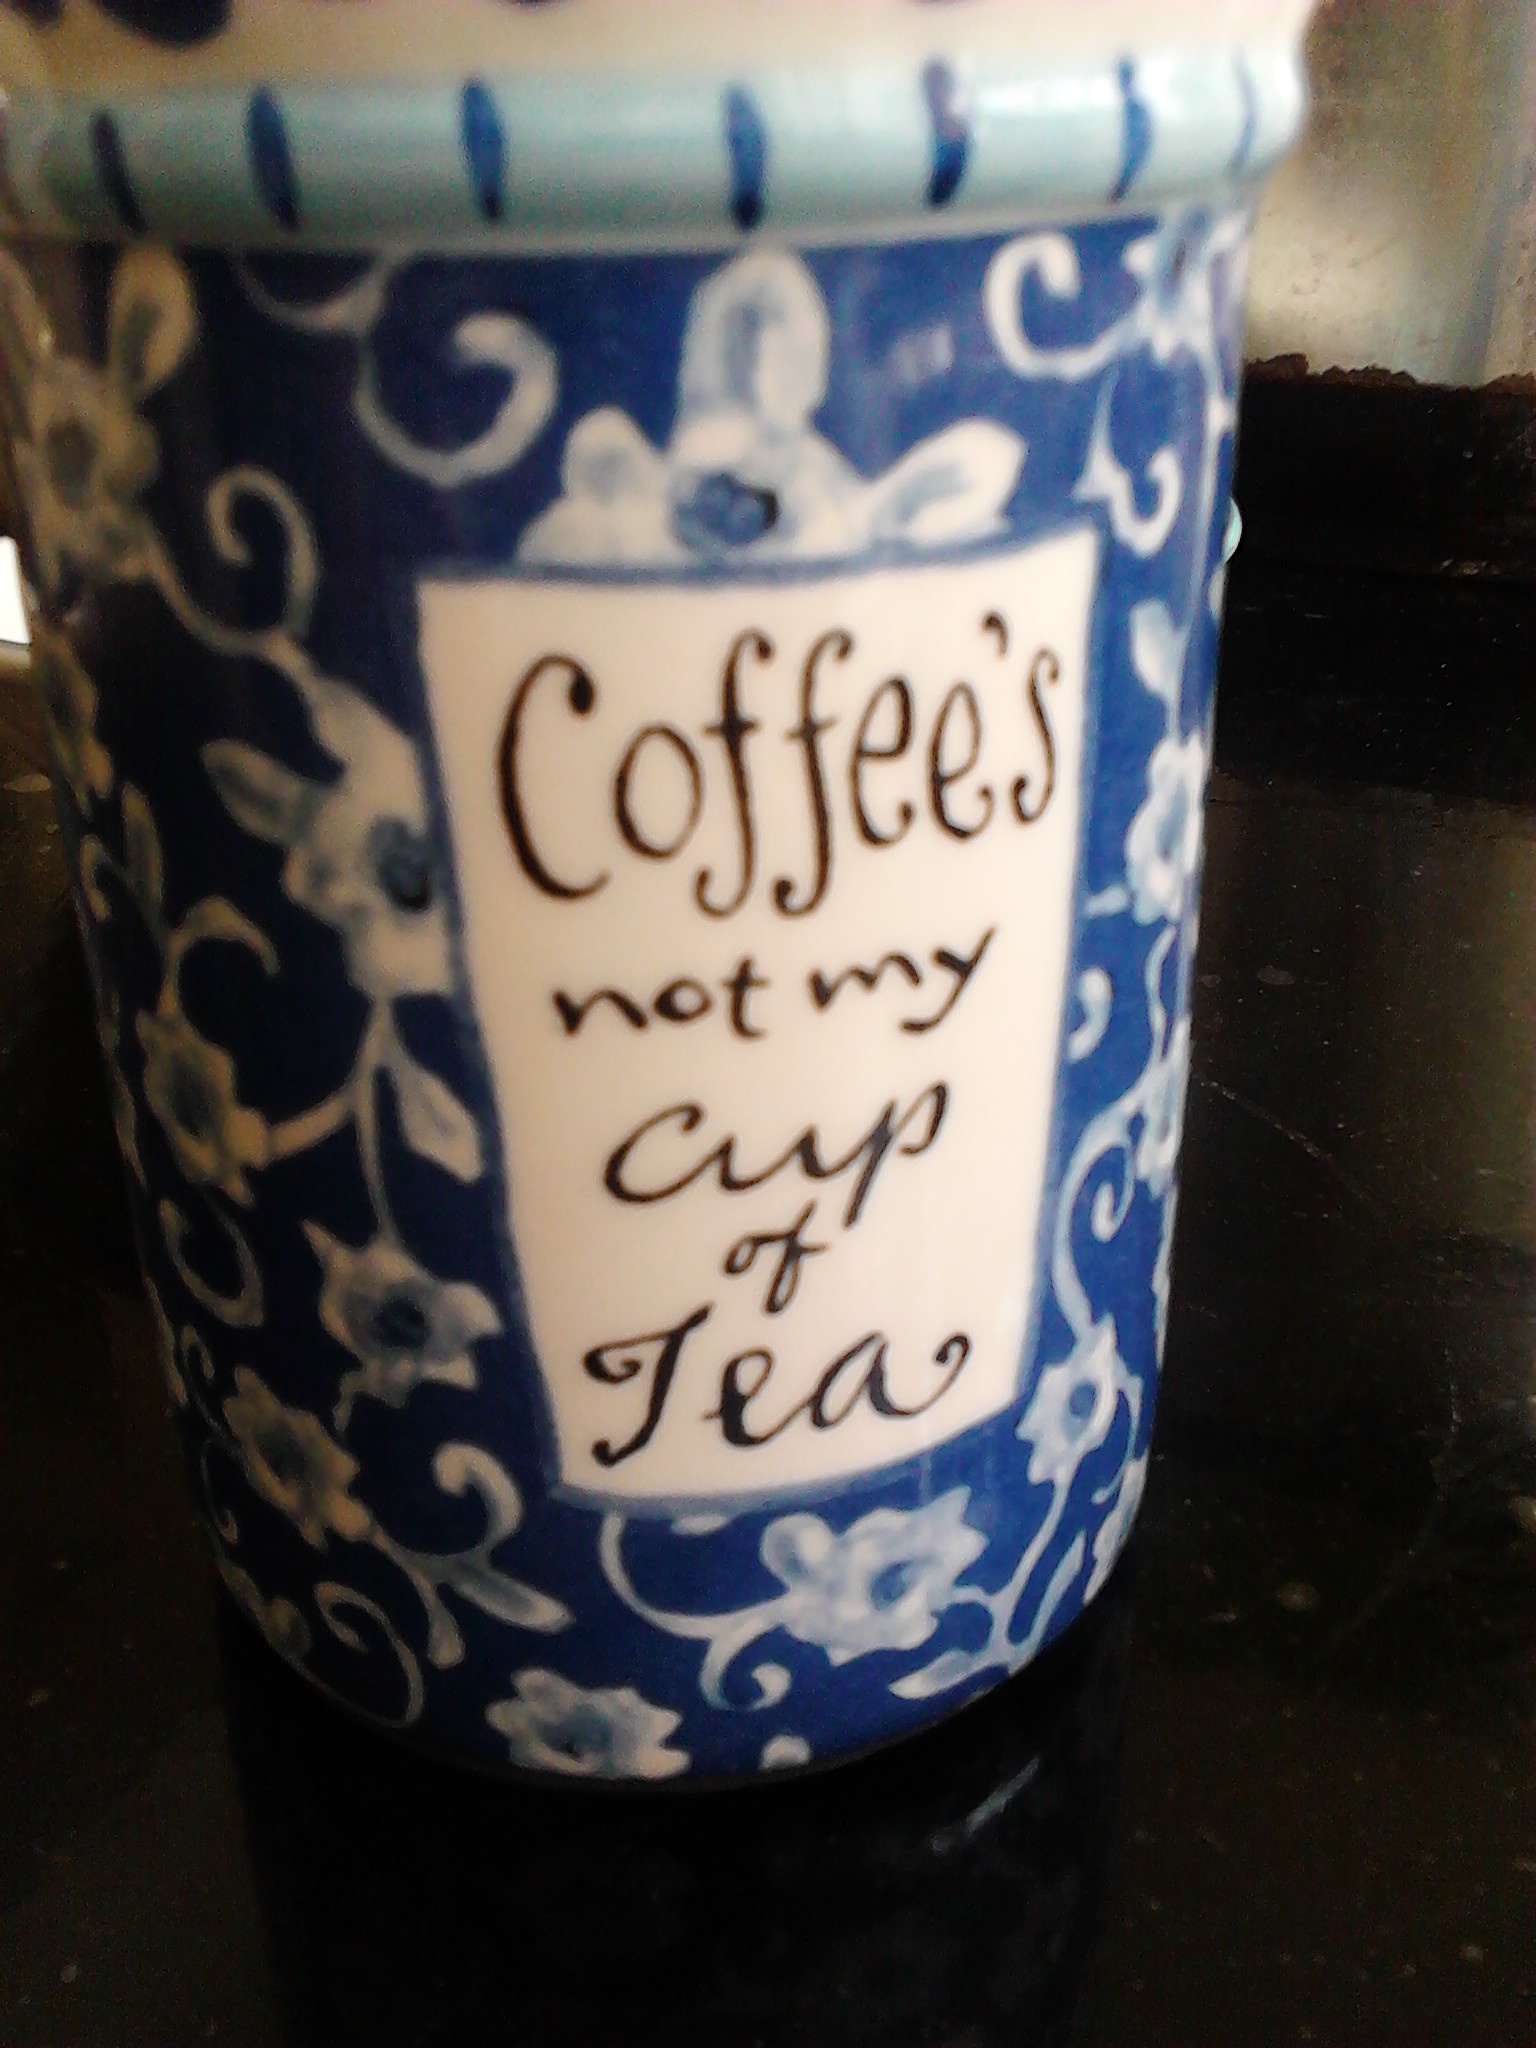 Coffee's
not my
cup
of
Tea